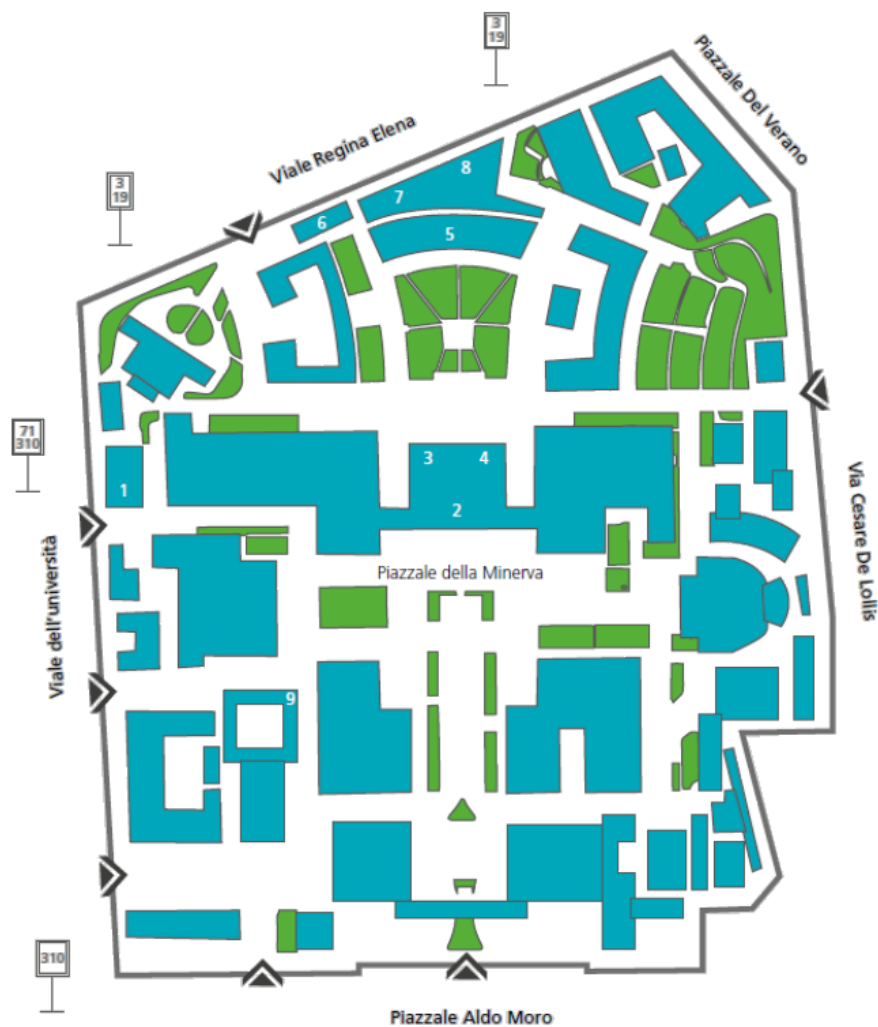 3
19
Piazzale Del Verano
Viale Regina Elena
8
3
19
7
6
5
71
310
3
4
1
2
Via Cesare De Lollis
Piazzale della Minerva
Viale dell'università
9
310
Piazzale Aldo Moro